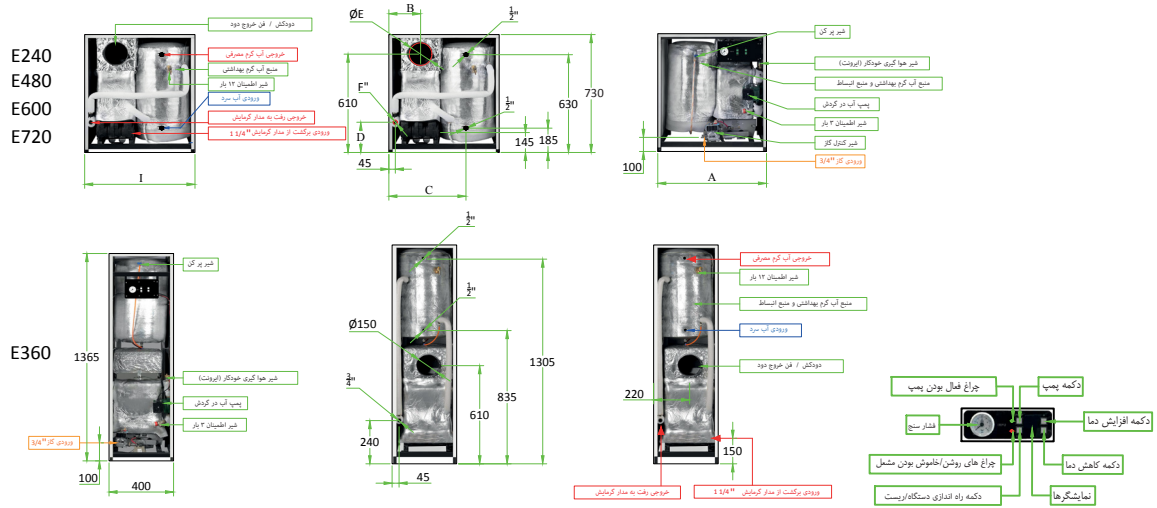 E240
E480
E600
E720
دودکش / فن خروج دود
خروجی آب گرم مصرفی
منبع آب گرم بهداشتی
شیر اطمینان ۱۲ بار
ورودی آب سرد
خروجی رفت به مدار گرمایش
ورودی برگشت از مدار گرمایش "1 1/4
I
ØE
B
1/2"
F"
610
D
45
C
1/2"
145
185
630
730
شیر پر کن
شیر هوا گیری خودکار (ایرونت)
منبع آب گرم بهداشتی و منبع انبساط
پمپ آب در گردش
شیر اطمینان ۳ بار
شیر کنترل گاز
ورودی گاز "3/4
100
A
E360
1365
100
400
شیر پر کن
شیر هوا گیری خودکار (ایرونت)
پمپ آب در گردش
شیر اطمینان ۳ بار
ورودی گاز "3/4
1/2"
1/2"
Ø150
3/4"
240
45
610
835
1305
خروجی آب گرم مصرفی
شیر اطمینان ۱۲ بار
منبع آب گرم بهداشتی و منبع انبساط
ورودی آب سرد
دودکش / فن خروج دود
220
150
خروجی رفت به مدار گرمایش
ورودی برگشت از مدار گرمایش "1 1/4
چراغ فعال بودن پمپ
دکمه پمپ
فشار سنج
دکمه افزایش دما
چراغ های روشن/خاموش بودن مشعل
دکمه کاهش دما
دکمه راه اندازی دستگاه/ریست
نمایشگرها